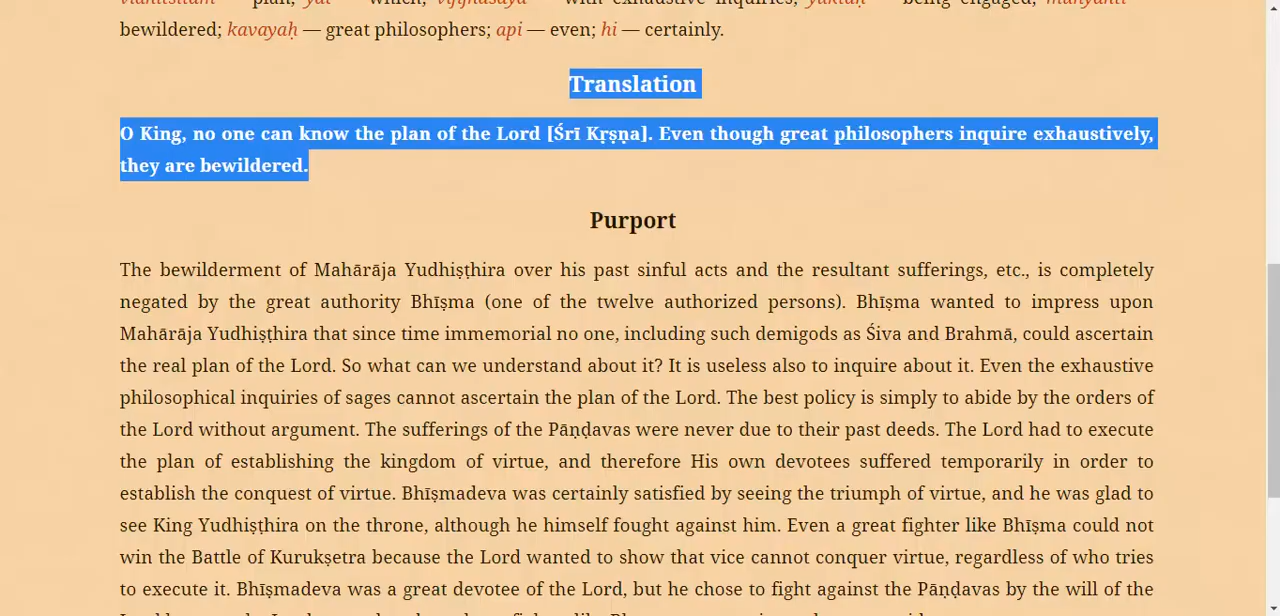 vidhitsitam — plan; yat — which; vijijñāsayā — with exhaustive inquiries; yuktāḥ — being engaged; muhyanti —
bewildered; kavayaḥ — great philosophers; api — even; hi — certainly.
Translation
O King, no one can know the plan of the Lord [Śrī Kṛṣṇa]. Even though great philosophers inquire exhaustively,
they are bewildered.
Purport
The bewilderment of Mahārāja Yudhiṣṭhira over his past sinful acts and the resultant sufferings, etc., is completely
negated by the great authority Bhīṣma (one of the twelve authorized persons). Bhīṣma wanted to impress upon
Mahārāja Yudhiṣṭhira that since time immemorial no one, including such demigods as Śiva and Brahmā, could ascertain
the real plan of the Lord. So what can we understand about it? It is useless also to inquire about it. Even the exhaustive
philosophical inquiries of sages cannot ascertain the plan of the Lord. The best policy is simply to abide by the orders of
the Lord without argument. The sufferings of the Pāṇḍavas were never due to their past deeds. The Lord had to execute
the plan of establishing the kingdom of virtue, and therefore His own devotees suffered temporarily in order to
establish the conquest of virtue. Bhīṣmadeva was certainly satisfied by seeing the triumph of virtue, and he was glad to
see King Yudhiṣṭhira on the throne, although he himself fought against him. Even a great fighter like Bhīṣma could not
win the Battle of Kurukṣetra because the Lord wanted to show that vice cannot conquer virtue, regardless of who tries
to execute it. Bhīṣmadeva was a great devotee of the Lord, but he chose to fight against the Pāṇḍavas by the will of the